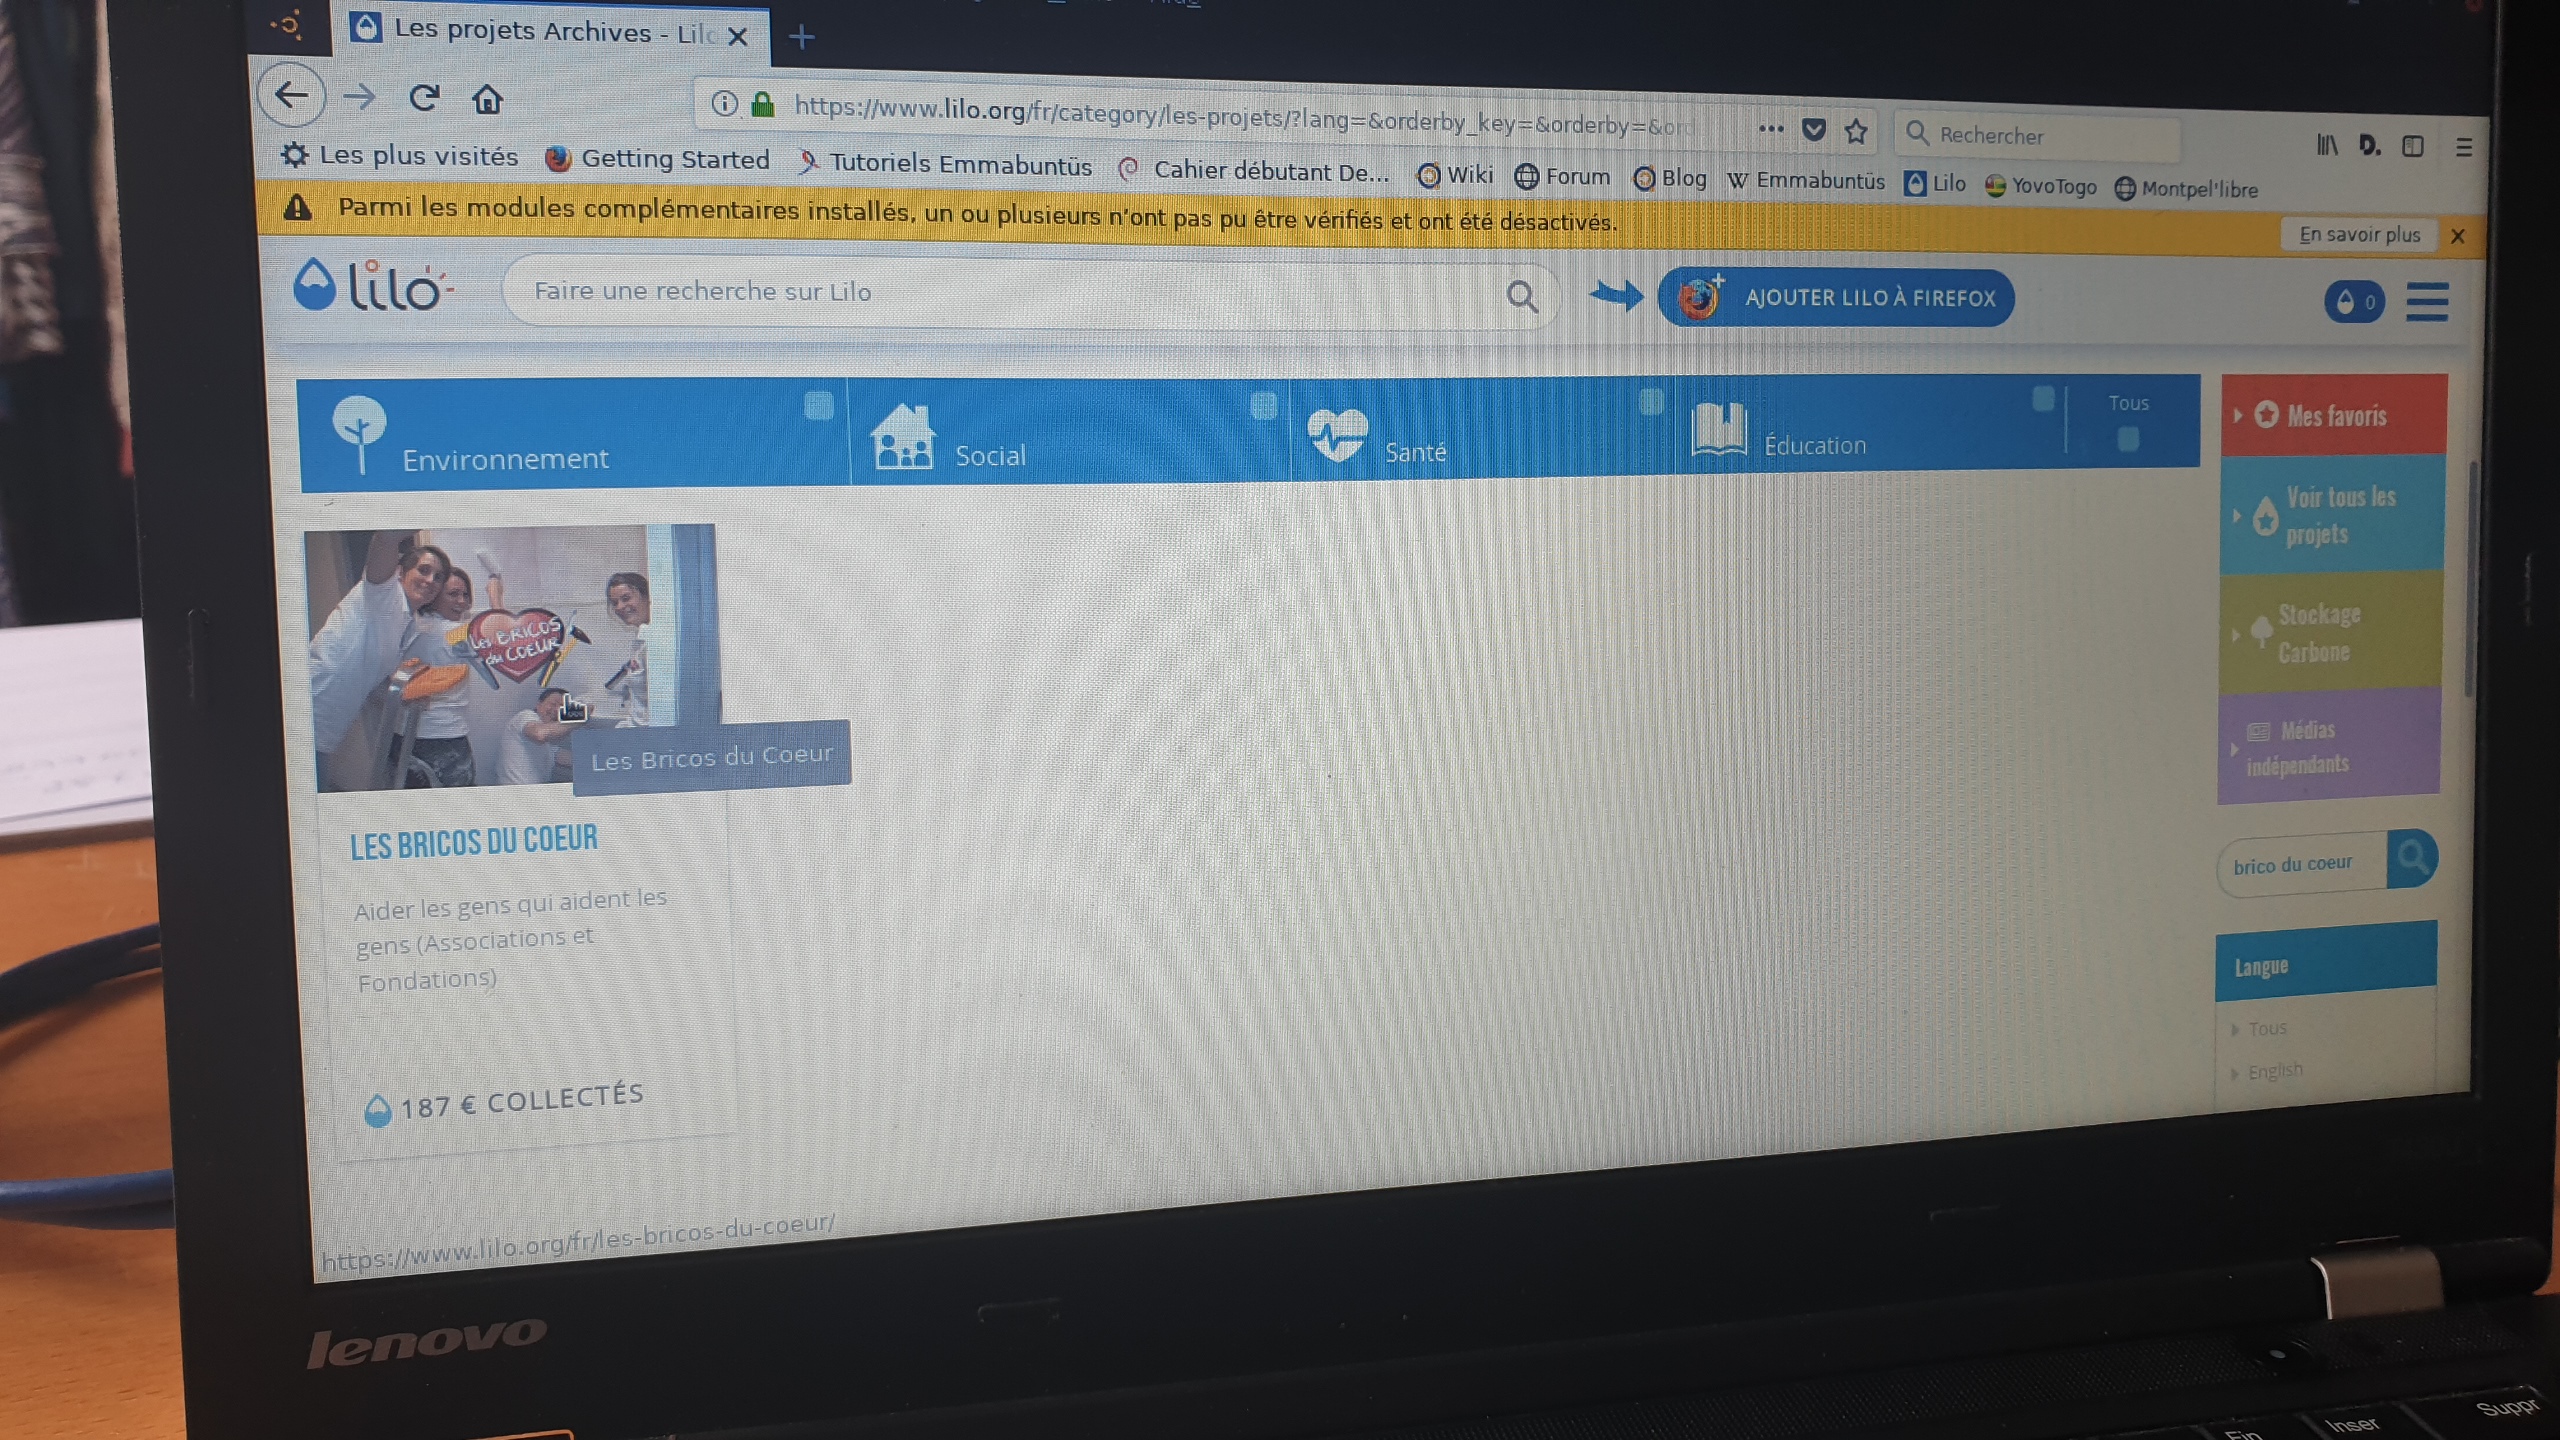 Les projets Archives - Lilo
https://www.lilo.org/fr/category/les-projets/?lang=&orderby_key=&orderby=&ord
Rechercher
Les plus visités
Getting Started
Tutoriels Emmabuntüs
Cahier débutant De...
Wiki
Forum
Blog
W Emmabuntüs
Lilo
YovoTogo
Montpel'libre
Parmi les modules complémentaires installés, un ou plusieurs n'ont pas pu être vérifiés et ont été désactivés.
En savoir plus
lilo
Faire une recherche sur Lilo
AJOUTER LILO À FIREFOX
0
Environnement
Social
Santé
Éducation
Tous
Mes favoris
Voir tous les
projets
Stockage
Carbone
Médias
indépendants
brico du coeur
Langue
Tous
English
Les BRICOS
du COEUR
Les Bricos du Coeur
LES BRICOS DU COEUR
Aider les gens qui aident les
gens (Associations et
Fondations)
187 € COLLECTÉS
https://www.lilo.org/fr/les-bricos-du-coeur/
lenovo
Fin
Inser
Suppr